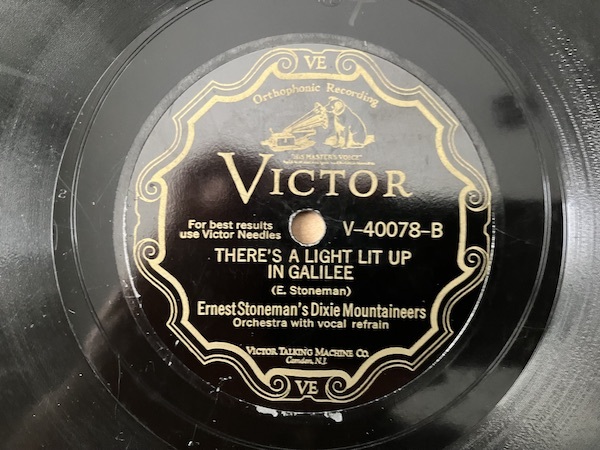 VE
Orthophonic Recording
"HIS MASTER'S VOICE"
VICTOR
For best results
use Victor Needles
V-40078-B
THERE'S A LIGHT LIT UP
IN GALILEE
(E. Stoneman)
Ernest Stoneman's Dixie Mountaineers
Orchestra with vocal refrain
VICTOR TALKING MACHINE CO.
Camden, N.J.
VE